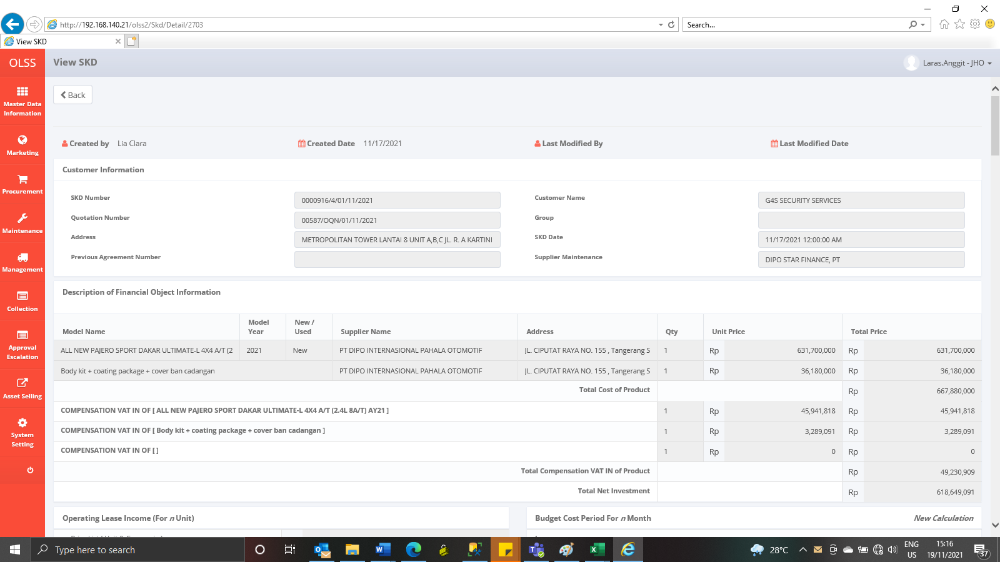 http://192.168.140.21/olss2/Skd/Detail/2703
Search...
View SKD
OLSS
View SKD
Laras.Anggit - JHO
Back
Master Data
Information
Marketing
Procurement
Maintenance
Management
Collection
Approval
Escalation
Asset Selling
System
Setting
Created by Lia Clara
Created Date 11/17/2021
Last Modified By
Last Modified Date
Customer Information
SKD Number 0000916/4/01/11/2021
Customer Name G4S SECURITY SERVICES
Quotation Number 00587/OQN/01/11/2021
Group
Address METROPOLITAN TOWER LANTAI 8 UNIT A,B,C JL. R. A KARTINI
SKD Date 11/17/2021 12:00:00 AM
Previous Agreement Number
Supplier Maintenance DIPO STAR FINANCE, PT
Description of Financial Object Information
Model Name Model Year New / Used Supplier Name Address Qty Unit Price Total Price
ALL NEW PAJERO SPORT DAKAR ULTIMATE-L 4X4 A/T (2 2021 New PT DIPO INTERNASIONAL PAHALA OTOMOTIF JL. CIPUTAT RAYA NO. 155 , Tangerang S 1 Rp 631,700,000 Rp 631,700,000
Body kit + coating package + cover ban cadangan PT DIPO INTERNASIONAL PAHALA OTOMOTIF JL. CIPUTAT RAYA NO. 155 , Tangerang S 1 Rp 36,180,000 Rp 36,180,000
Total Cost of Product Rp 667,880,000
COMPENSATION VAT IN OF [ ALL NEW PAJERO SPORT DAKAR ULTIMATE-L 4X4 A/T (2.4L 8A/T) AY21 ] 1 Rp 45,941,818 Rp 45,941,818
COMPENSATION VAT IN OF [ Body kit + coating package + cover ban cadangan ] 1 Rp 3,289,091 Rp 3,289,091
COMPENSATION VAT IN OF [ ] 1 Rp 0 Rp 0
Total Compensation VAT IN of Product Rp 49,230,909
Total Net Investment Rp 618,649,091
Operating Lease Income (For n Unit)
Budget Cost Period For n Month New Calculation
Type here to search
28°C
ENG
US
15:16
19/11/2021
37